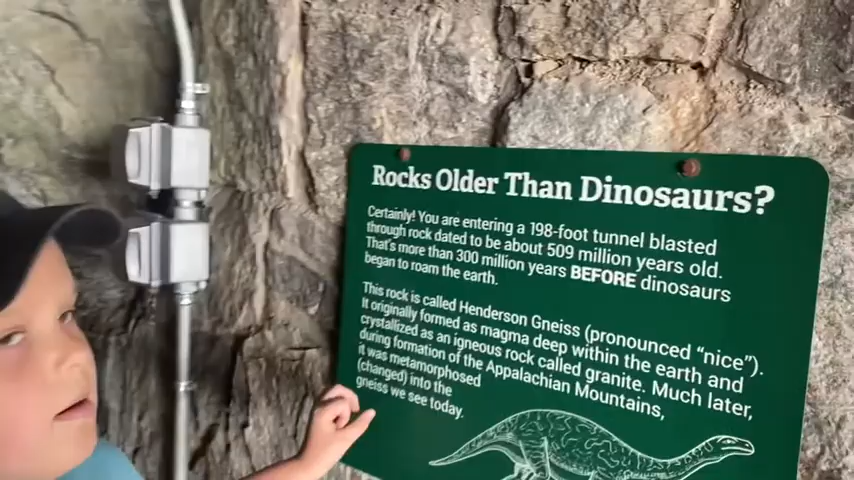 Rocks Older Than Dinosaurs?
Certainly! You are entering a 198-foot tunnel blasted
through rock dated to be about 509 million years old.
That's more than 300 million years BEFORE dinosaurs
began to roam the earth.
This rock is called Henderson Gneiss (pronounced "nice").
It originally formed as magma deep within the earth and
crystallized as an igneous rock called granite. Much later,
during formation of the Appalachian Mountains,
it was metamorphosed
(changed) into the
gneiss we see today.